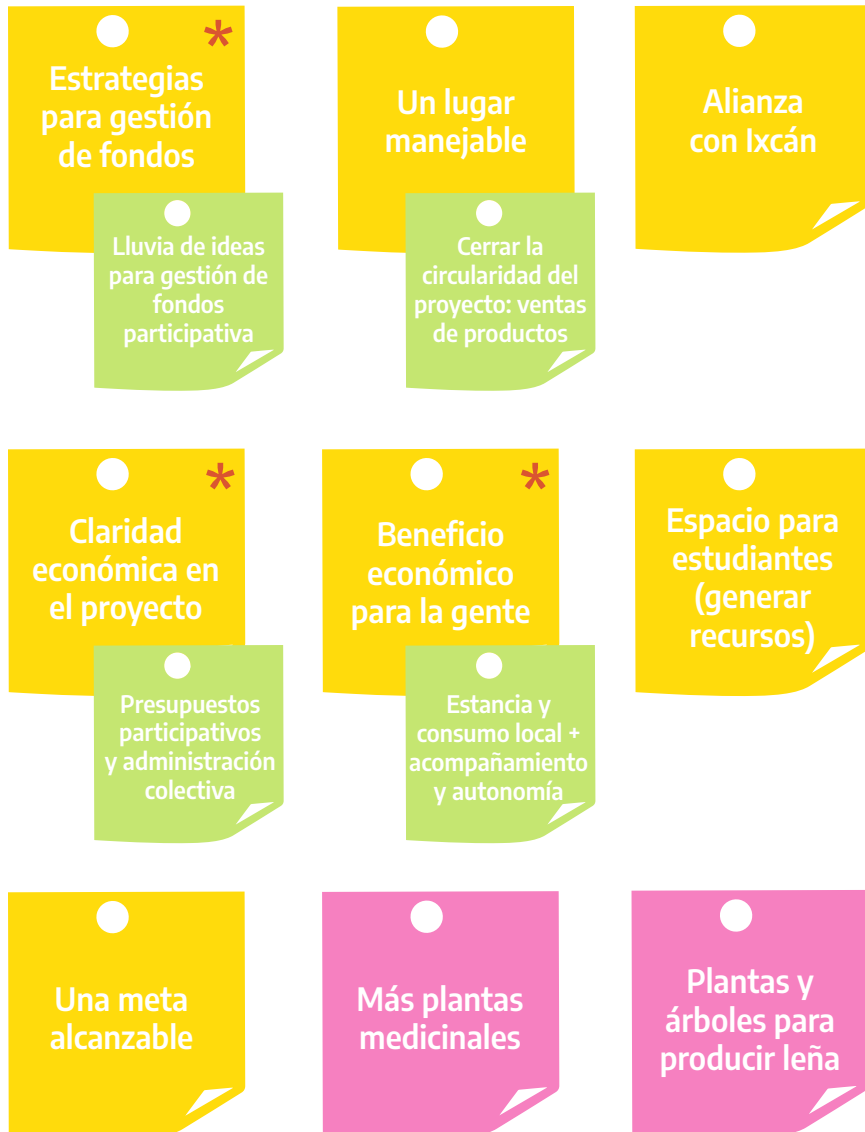 *
Estrategias
para gestión
de fondos
Lluvia de ideas
para gestión de
fondos
participativa
Un lugar
manejable
Cerrar la
circularidad del
proyecto: ventas
de productos
Alianza
con Ixcán
*
Claridad
económica en
el proyecto
Presupuestos
participativos
y administración
colectiva
*
Beneficio
económico
para la gente
Estancia y
consumo local +
acompañamiento
y autonomía
Espacio para
estudiantes
(generar
recursos)
Una meta
alcanzable
Más plantas
medicinales
Plantas y
árboles para
producir leña